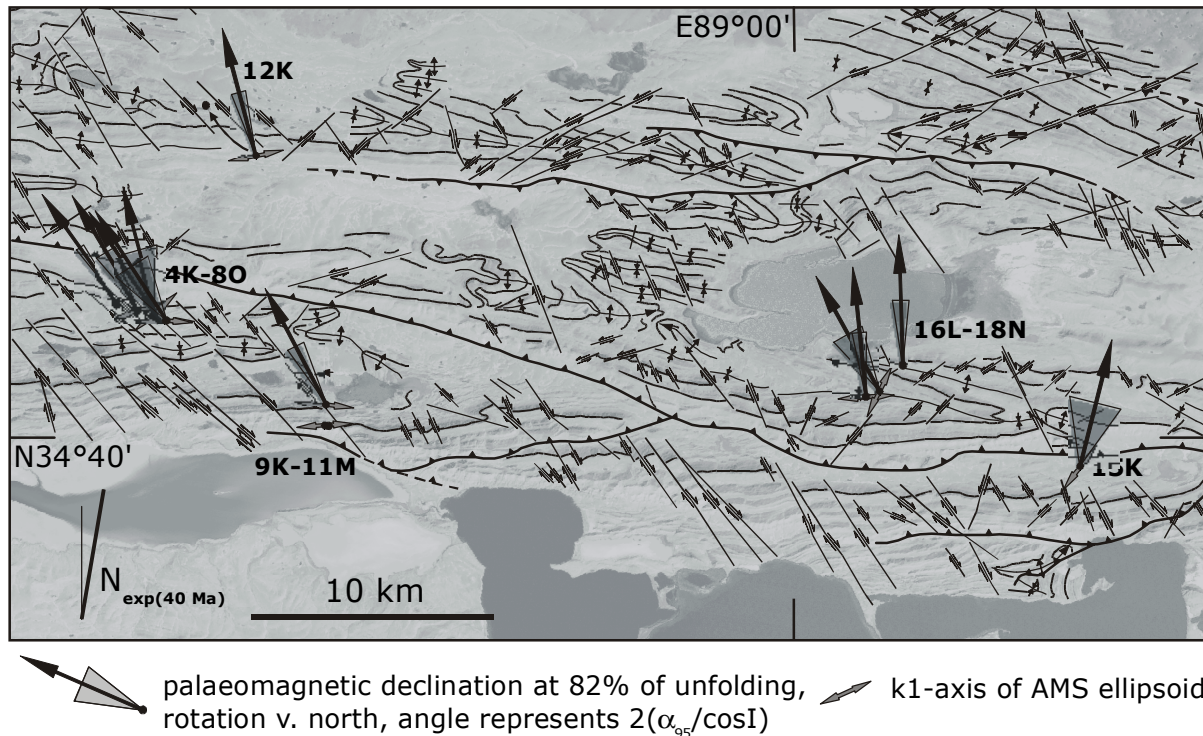 E89°00'
12K
4K-8O
16L-18N
15K
9K-11M
N34°40'
N exp(40 Ma)
10 km
palaeomagnetic declination at 82% of unfolding,
rotation v. north, angle represents 2(α95/cosI)
k1-axis of AMS ellipsoid